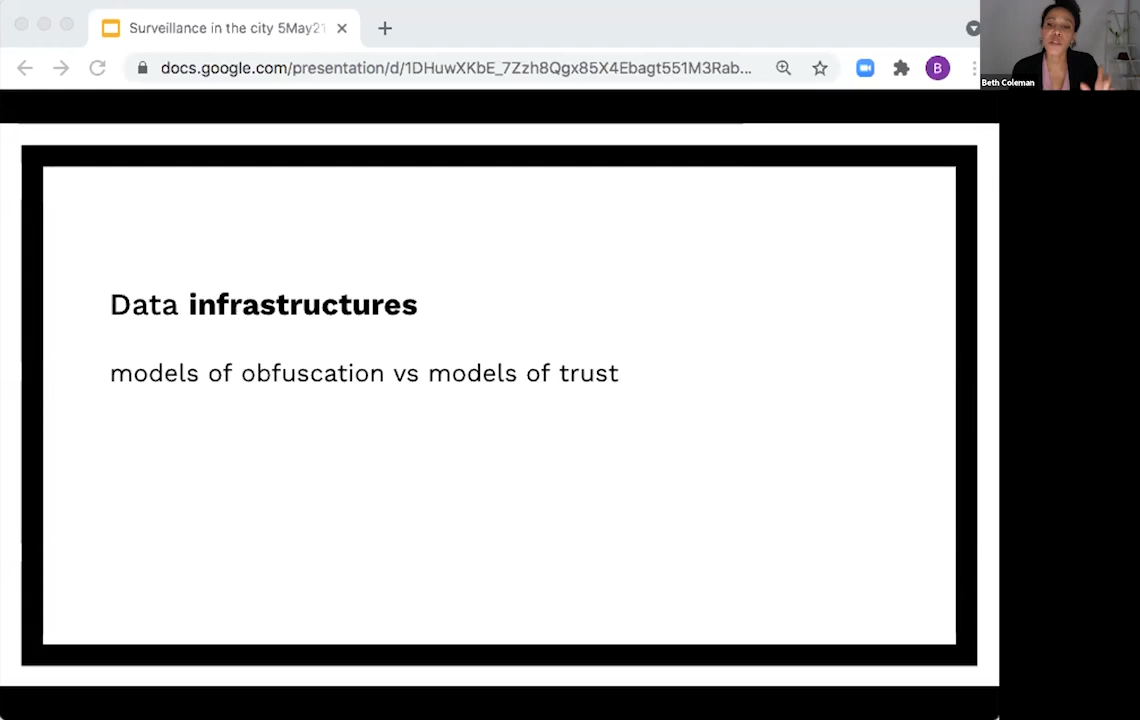 Surveillance in the city 5May21
docs.google.com/presentation/d/1DHuwXKbE_7Zzh8Qgx85X4Ebagt551M3Rab...
B
Beth Coleman
Data infrastructures
models of obfuscation vs models of trust